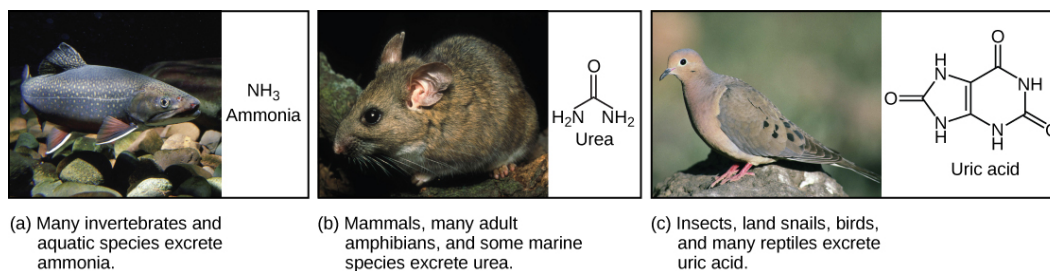 NH3
Ammonia
O
H2N NH2
Urea
O
H
N
NH
O
N
H
N
H
O
Uric acid
(a) Many invertebrates and
aquatic species excrete
ammonia.
(b) Mammals, many adult
amphibians, and some marine
species excrete urea.
(c) Insects, land snails, birds,
and many reptiles excrete
uric acid.